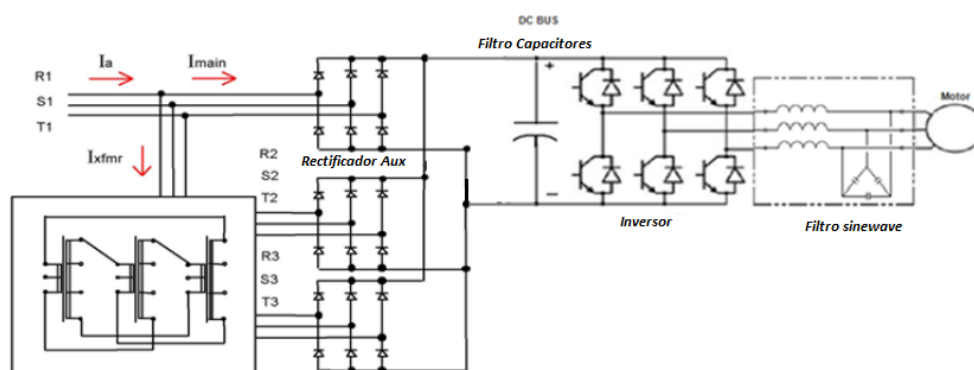 DC BUS
Filtro Capacitores
Ia
Imain
R1
S1
T1
+
Motor
Ixfmr
R2
S2
T2
Rectificador Aux
−
Inversor
Filtro sinewave
R3
S3
T3